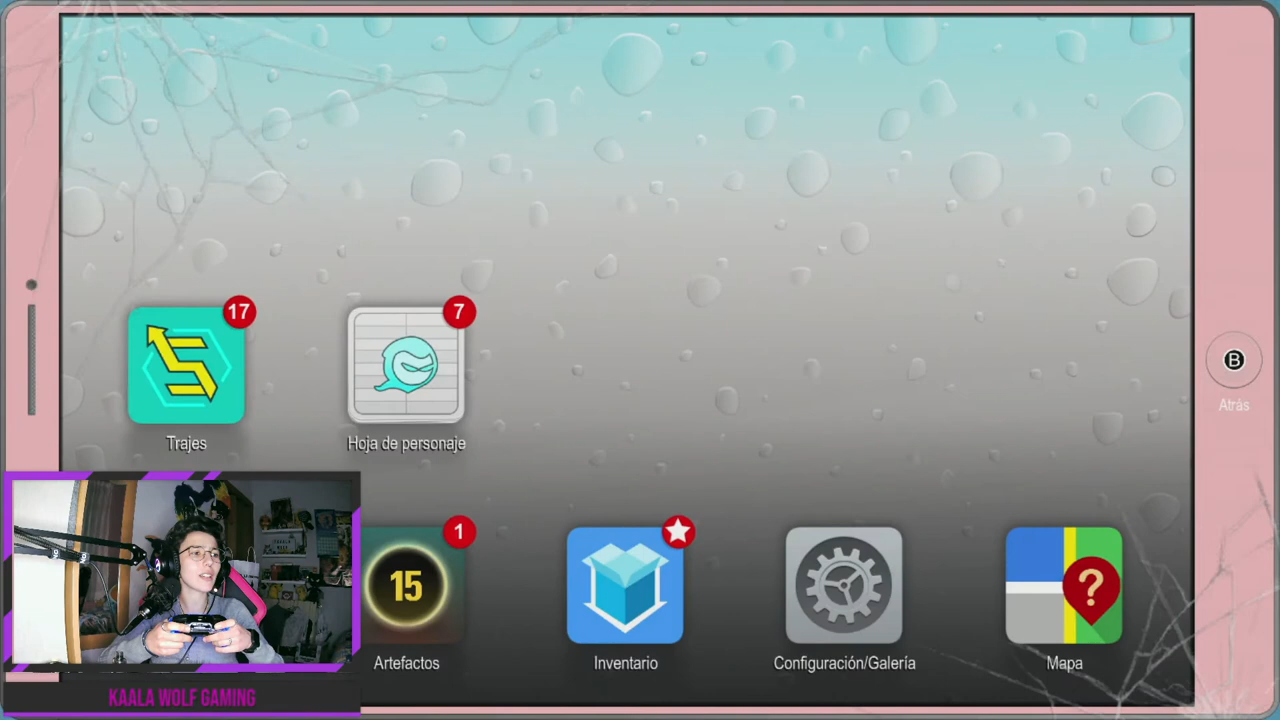 17
7
Trajes
Hoja de personaje
B
Atrás
1
15
?
Artefactos
Inventario
Configuración/Galería
Mapa
KAALA WOLF GAMING